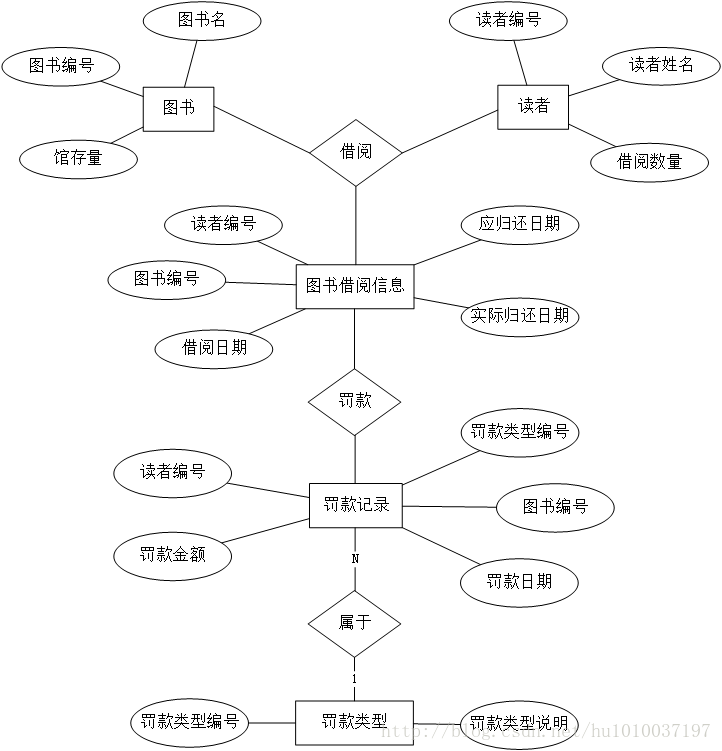 图书名
读者编号
图书编号
读者姓名
图书
读者
馆存量
借阅
借阅数量
读者编号
应归还日期
图书编号
图书借阅信息
借阅日期
实际归还日期
罚款
罚款类型编号
读者编号
罚款记录
图书编号
罚款金额
罚款日期
N
属于
1
罚款类型编号
罚款类型
罚款类型说明
http://blog.csdn.net/hu1010037197